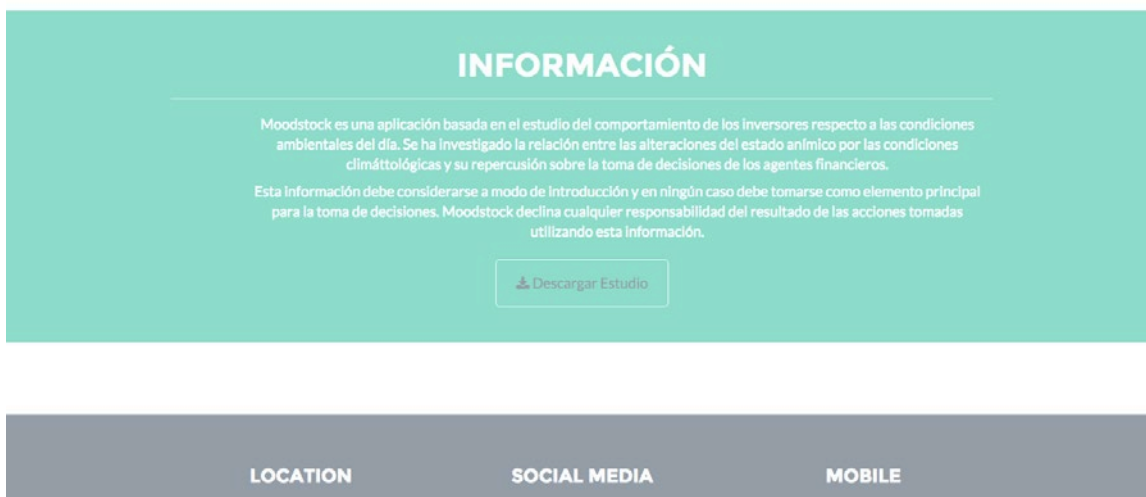 INFORMACIÓN
Moodstock es una aplicación basada en el estudio del comportamiento de los inversores respecto a las condiciones
ambientales del día. Se ha investigado la relación entre las alteraciones del estado anímico por las condiciones
climáttológicas y su repercusión sobre la toma de decisiones de los agentes financieros.
Esta información debe considerarse a modo de introducción y en ningún caso debe tomarse como elemento principal
para la toma de decisiones. Moodstock declina cualquier responsabilidad del resultado de las acciones tomadas
utilizando esta información.
Descargar Estudio
LOCATION SOCIAL MEDIA MOBILE